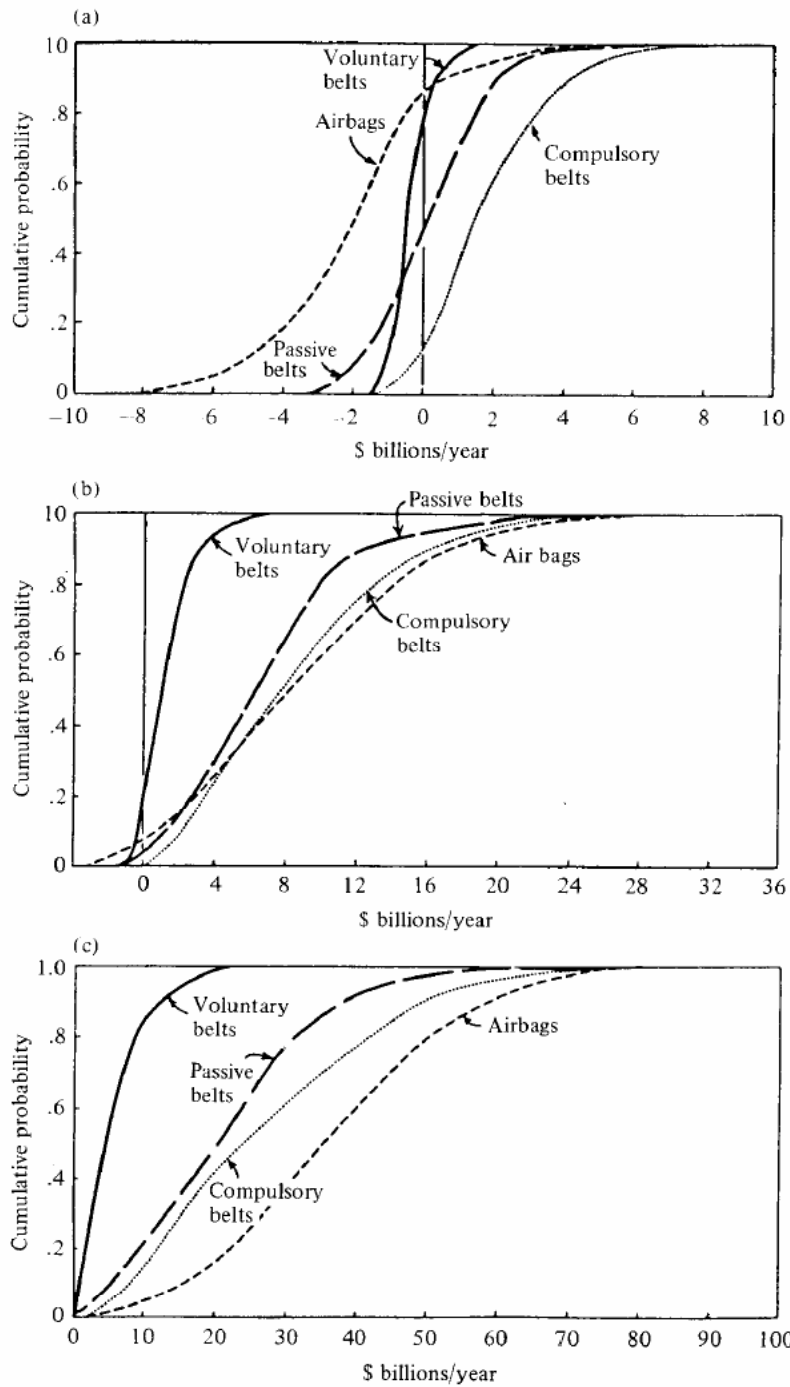 (a)
Cumulative probability
1.0
.8
.6
.4
.2
0
Voluntary
belts
Airbags
Compulsory
belts
Passive
belts
-10 -8 6 -4 -2 0 2 4 6 8 10
$ billions/year
(b)
Cumulative probability
1.0
.8
.6
.4
.2
0
Passive belts
Voluntary
belts
Air bags
Compulsory
belts
0 4 8 12 16 20 24 28 32 36
$ billions/year
(c)
Cumulative probability
1.0
.8
.6
.4
.2
0
Voluntary
belts
Airbags
Passive
belts
Compulsory
belts
0 10 20 30 40 50 60 70 80 90 100
$ billions/year